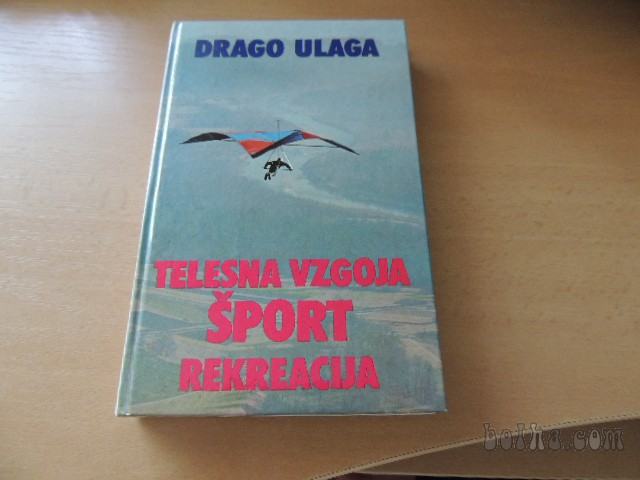 DRAGO ULAGA
TELESNA VZGOJA
ŠPORT
REKREACIJA
bolha.com